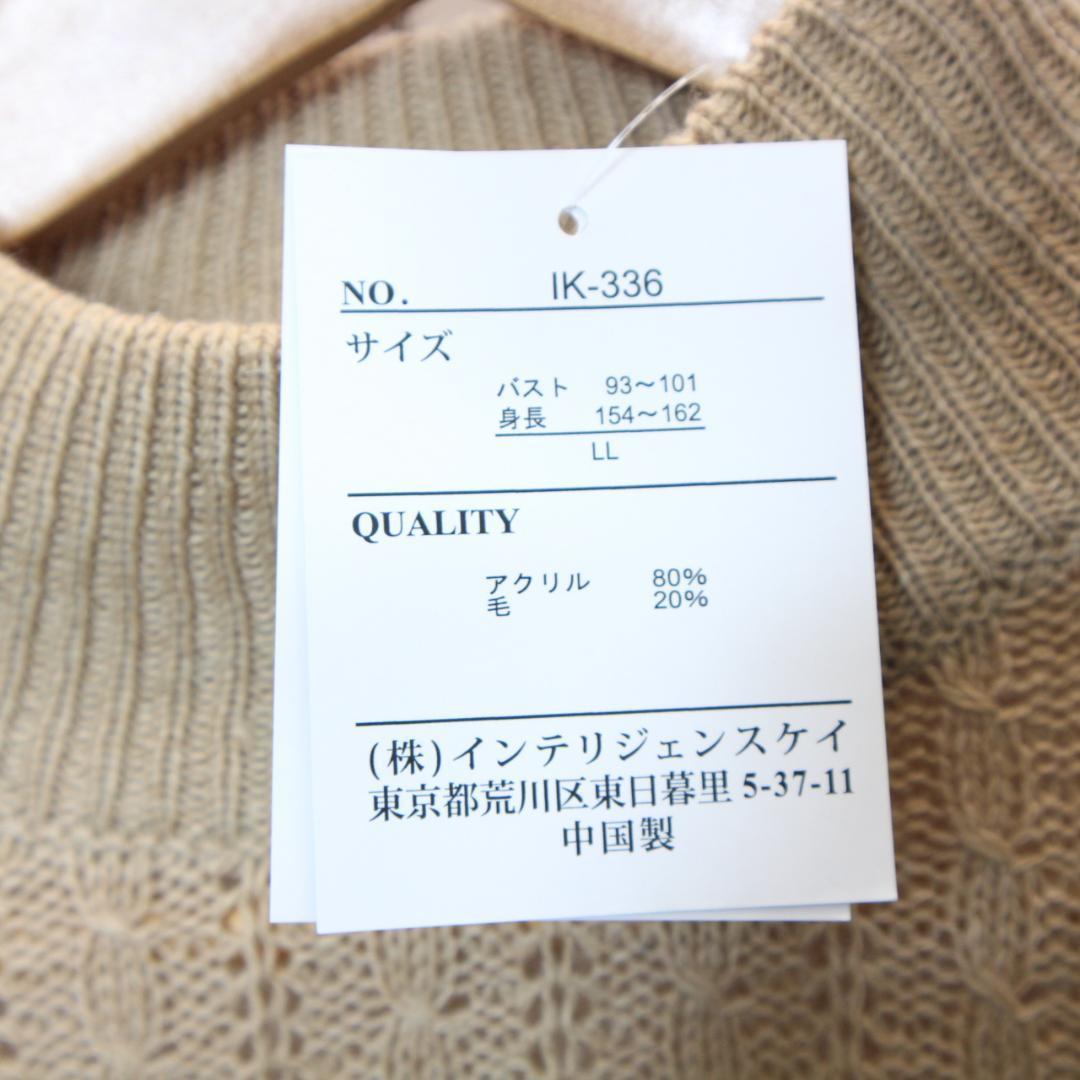 NO. IK-336
サイズ
バスト 93～101
身長 154～162
LL
QUALITY
アクリル 80%
毛 20%
(株)インテリジェンスケイ
東京都荒川区東日暮里 5-37-11
中国製